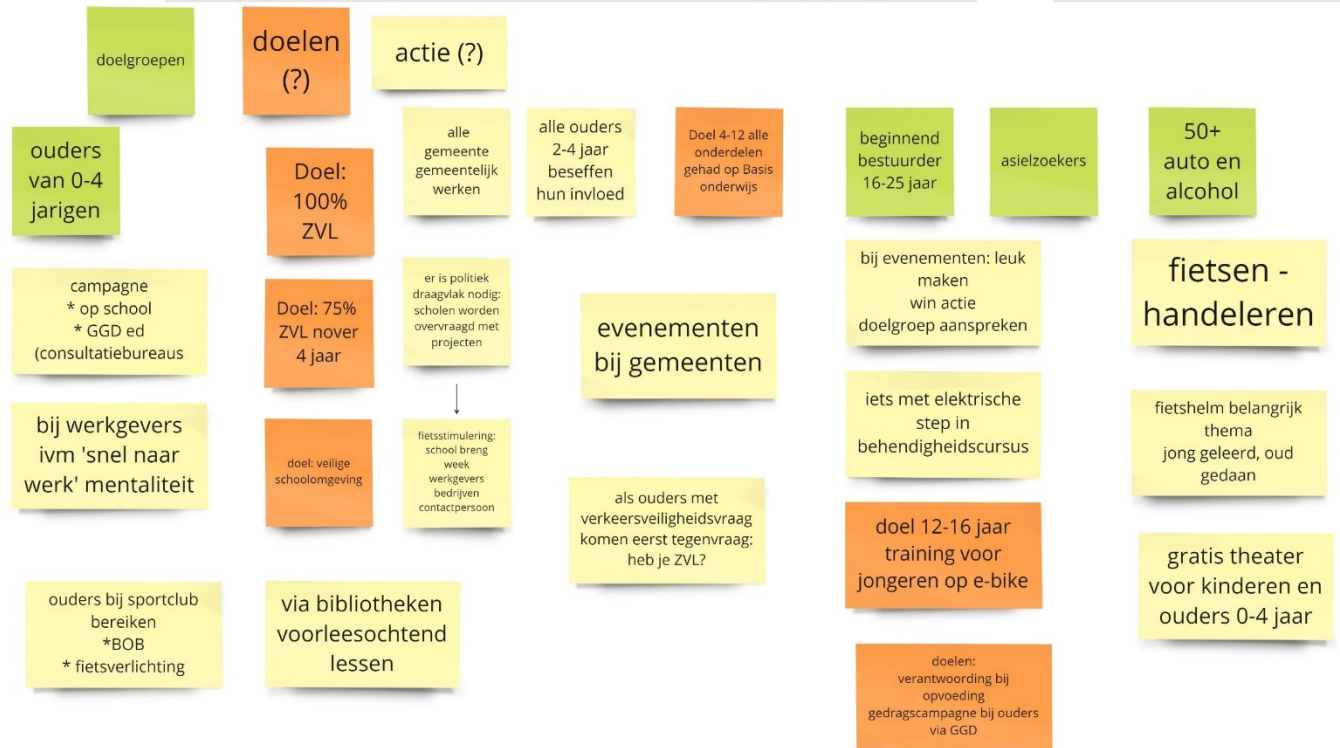 doelgroepen
doelen
(?)
actie (?)
ouders
van 0-4
jarigen
Doel:
100%
ZVL
alle
gemeente
gemeentelijk
werken
alle ouders
2-4 jaar
beseffen
hun invloed
Doel 4-12 alle
onderdelen
gehad op Basis
onderwijs
beginnend
bestuurder
16-25 jaar
asielzoekers
50+
auto en
alcohol
campagne
* op school
* GGD ed
(consultatiebureaus
Doel: 75%
ZVL nover
4 jaar
er is politiek
draagvlak nodig:
scholen worden
overvraagd met
projecten
evenementen
bij gemeenten
bij evenementen: leuk
maken
win actie
doelgroep aanspreken
fietsen -
handeleren
bij werkgevers
ivm 'snel naar
werk' mentaliteit
doel: veilige
schoolomgeving
fietsstimulering:
school breng
week
werkgevers
bedrijven
contactpersoon
als ouders met
verkeersveiligheidsvraag
komen eerst tegenvraag:
heb je ZVL?
iets met elektrische
step in
behendigheidscursus
fietshelm belangrijk
thema
jong geleerd, oud
gedaan
ouders bij sportclub
bereiken
*BOB
* fietsverlichting
via bibliotheken
voorleesochtend
lessen
doel 12-16 jaar
training voor
jongeren op e-bike
gratis theater
voor kinderen en
ouders 0-4 jaar
doelen:
verantwoording bij
opvoeding
gedragscampagne bij ouders
via GGD